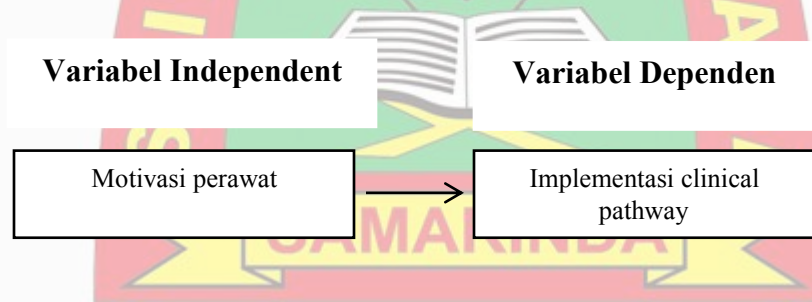 Variabel Independent
Variabel Dependen
Motivasi perawat
Implementasi clinical
pathway
SAMARINDA